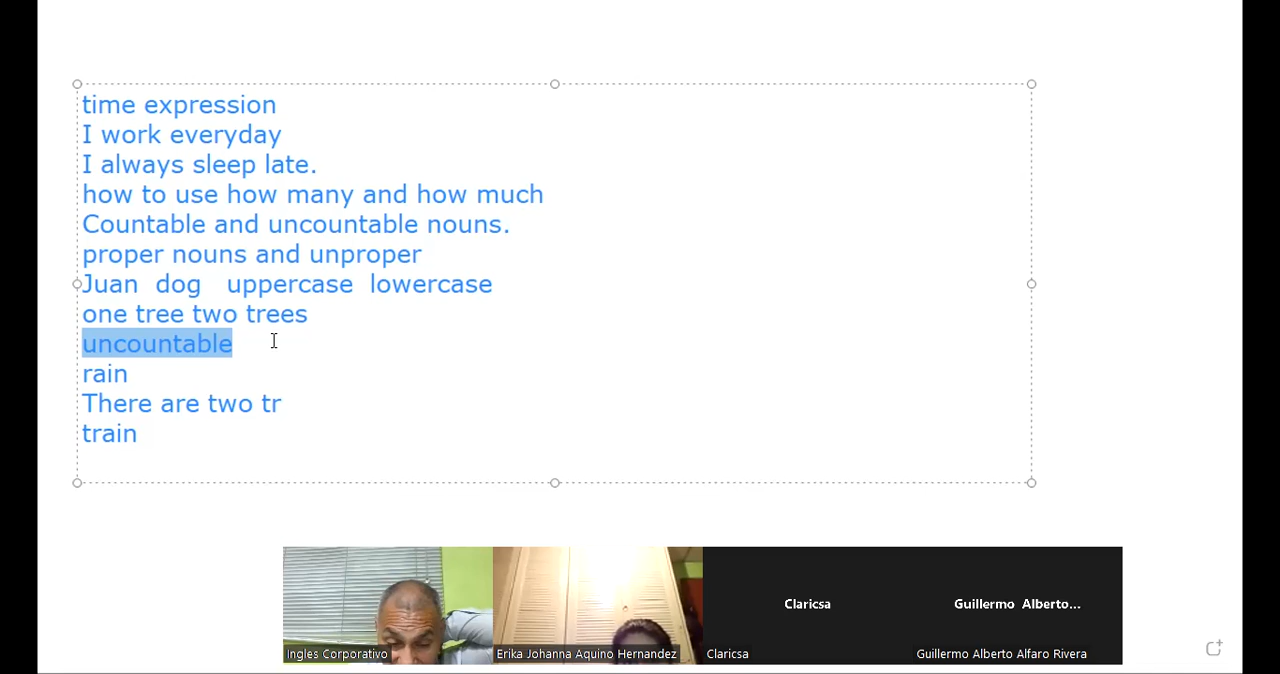 time expression
I work everyday
I always sleep late.
how to use how many and how much
Countable and uncountable nouns.
proper nouns and unproper
Juan dog uppercase lowercase
one tree two trees
uncountable
rain
There are two tr
train
Claricsa
Guillermo Alberto...
Ingles Corporativo
Erika Johanna Aquino Hernandez
Claricsa
Guillermo Alberto Alfaro Rivera